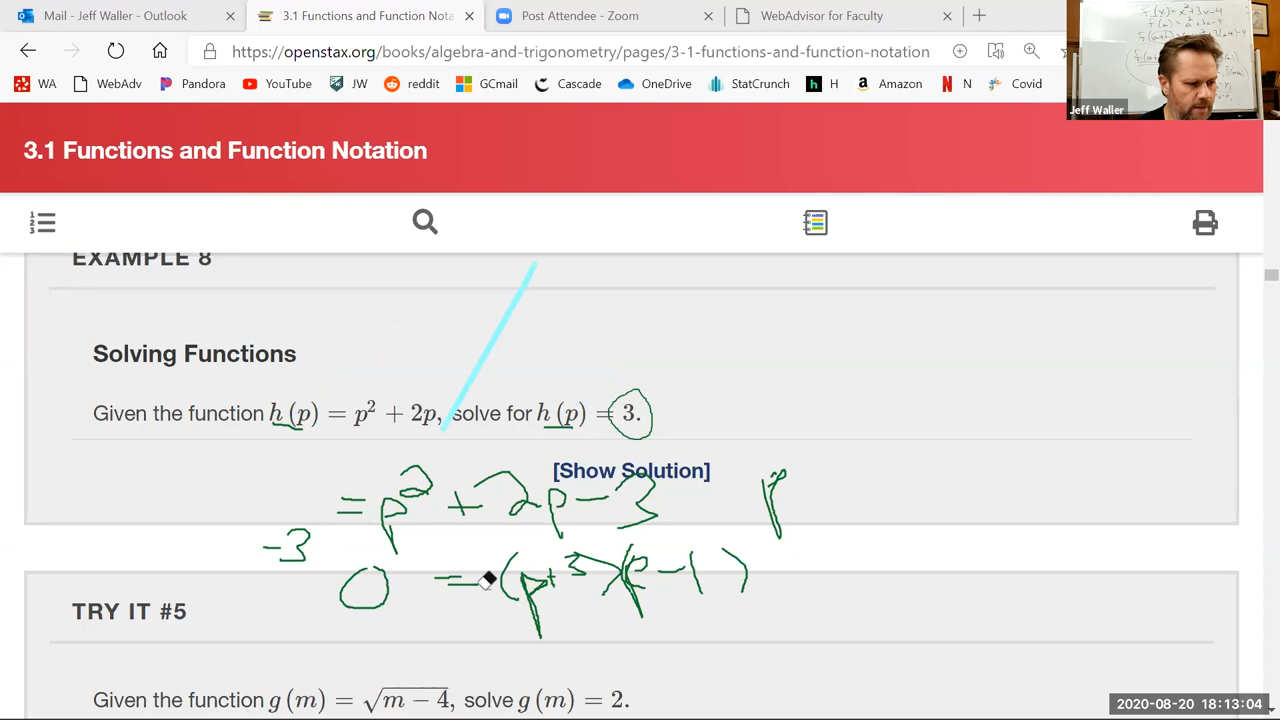 Mail - Jeff Waller - Outlook
3.1 Functions and Function Nota
Post Attendee - Zoom
WebAdvisor for Faculty
https://openstax.org/books/algebra-and-trigonometry/pages/3-1-functions-and-function-notation
WA WebAdv Pandora YouTube JW reddit GCmail Cascade OneDrive StatCrunch H Amazon N Covid
Jeff Waller
3.1 Functions and Function Notation
EXAMPLE 8
Solving Functions
Given the function h (p) = p² + 2p, solve for h (p) = 3.
[Show Solution]
= p² + 2p - 3 p
-3
0 = (p+3)(p-1)
TRY IT #5
Given the function g (m) = √m − 4, solve g (m) = 2.
2020-08-20 18:13:04